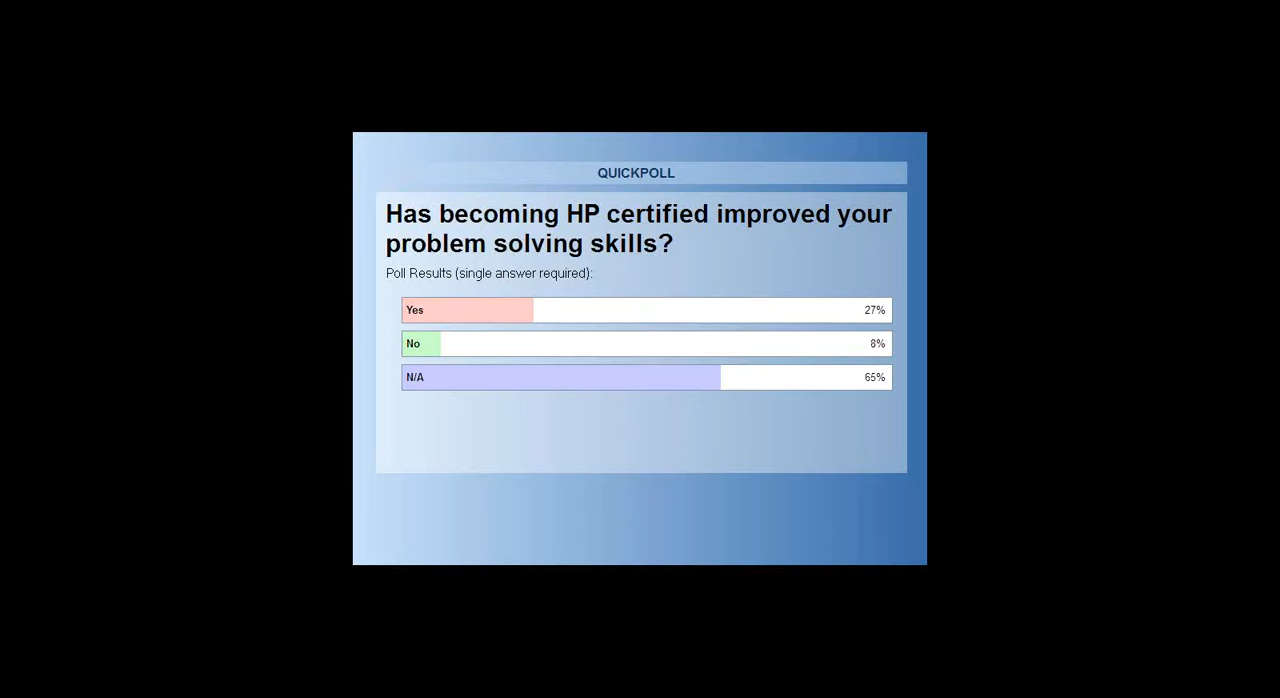 QUICKPOLL
Has becoming HP certified improved your
problem solving skills?
Poll Results (single answer required):
Yes 27%
No 8%
N/A 65%